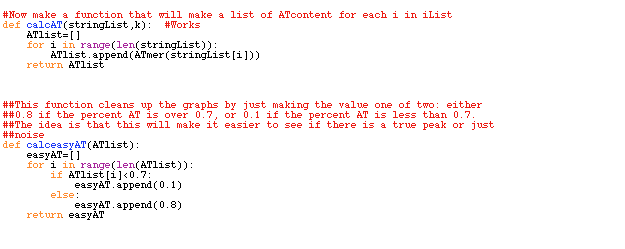 #Now make a function that will make a list of ATcontent for each i in iList
def calcAT(stringList,k):  #Works
    ATlist=[]
    for i in range(len(stringList)):
        ATlist.append(ATmer(stringList[i]))
    return ATlist
##This function cleans up the graphs by just making the value one of two: either
##0.8 if the percent AT is over 0.7, or 0.1 if the percent AT is less than 0.7.
##The idea is that this will make it easier to see if there is a true peak or just
##noise
def calceasyAT(ATlist):
    easyAT=[]
    for i in range(len(ATlist)):
        if ATlist[i]<0.7:
            easyAT.append(0.1)
        else:
            easyAT.append(0.8)
    return easyAT